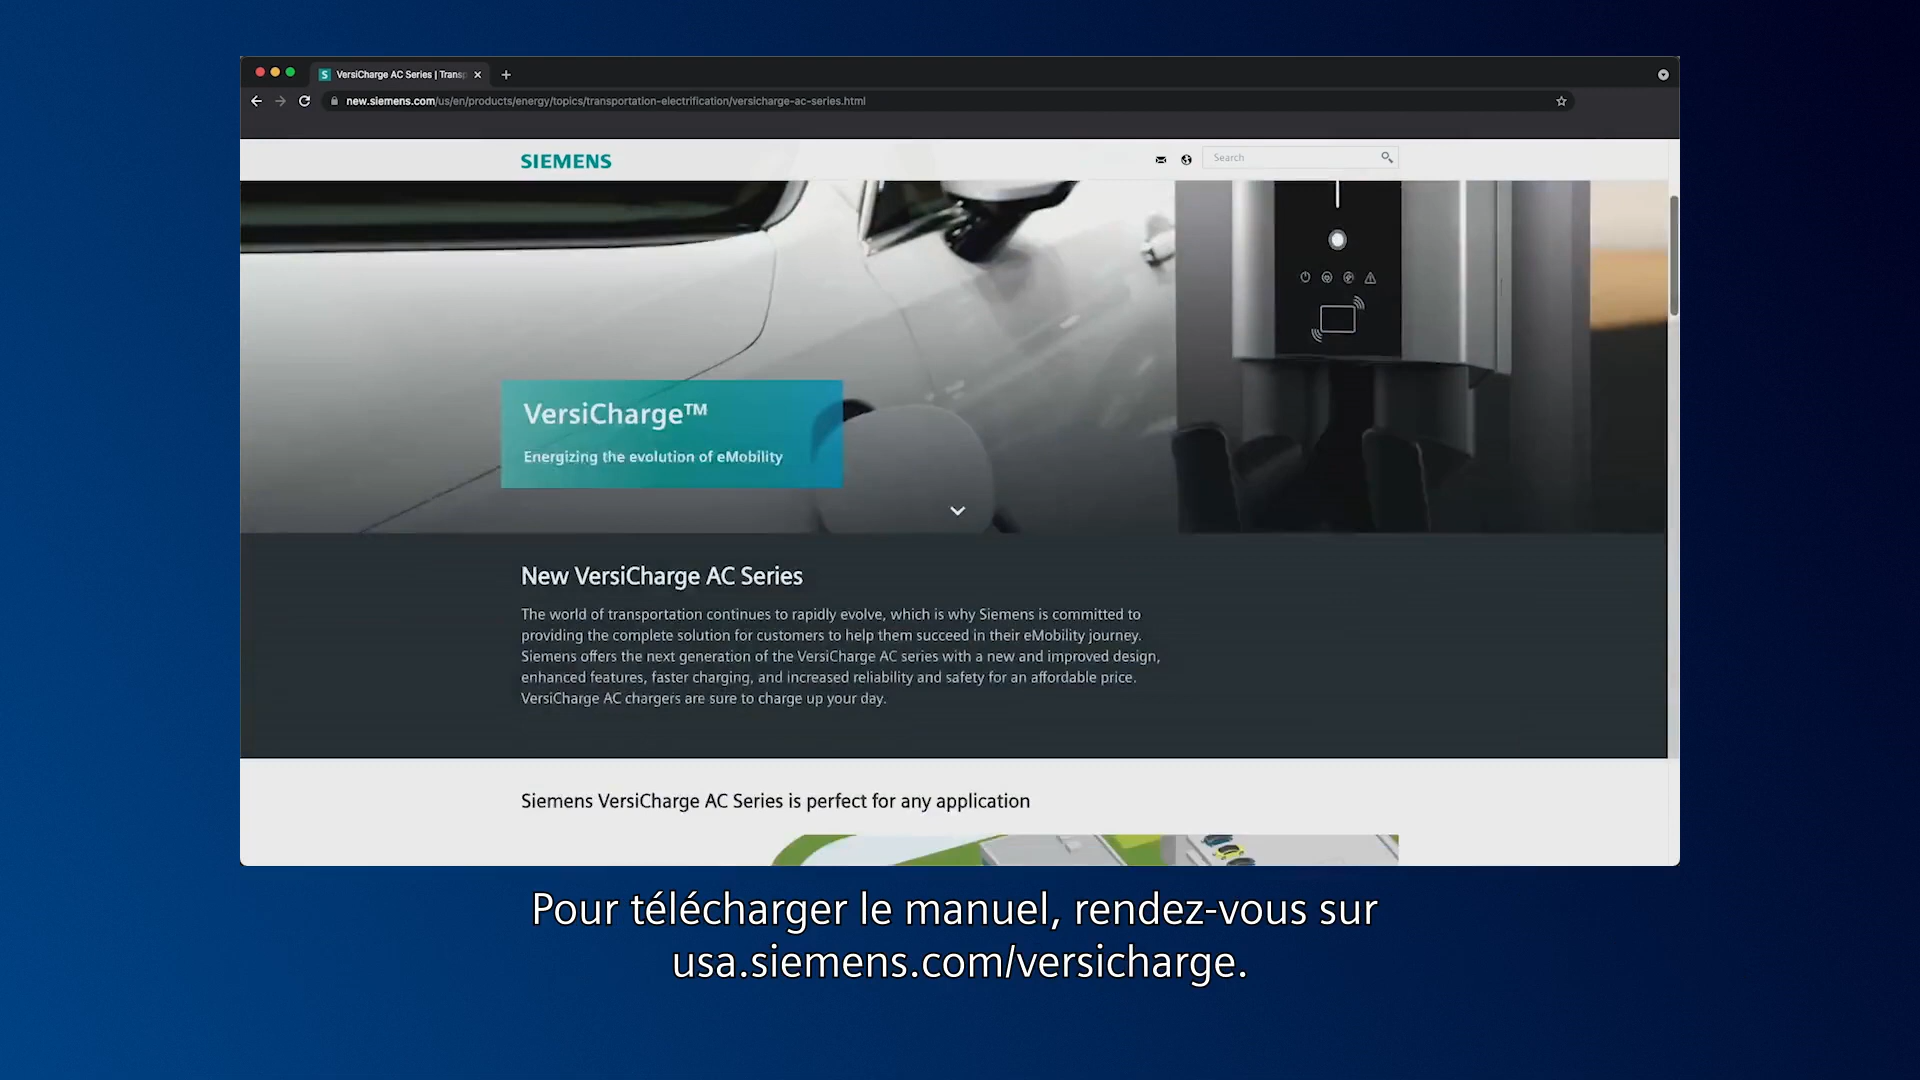 S VersiCharge AC Series | Transp
new.siemens.com/us/en/products/energy/topics/transportation-electrification/versicharge-ac-series.html
SIEMENS
Search
VersiCharge™
Energizing the evolution of eMobility
New VersiCharge AC Series
The world of transportation continues to rapidly evolve, which is why Siemens is committed to
providing the complete solution for customers to help them succeed in their eMobility journey.
Siemens offers the next generation of the VersiCharge AC series with a new and improved design,
enhanced features, faster charging, and increased reliability and safety for an affordable price.
VersiCharge AC chargers are sure to charge up your day.
Siemens VersiCharge AC Series is perfect for any application
Pour télécharger le manuel, rendez-vous sur
usa.siemens.com/versicharge.